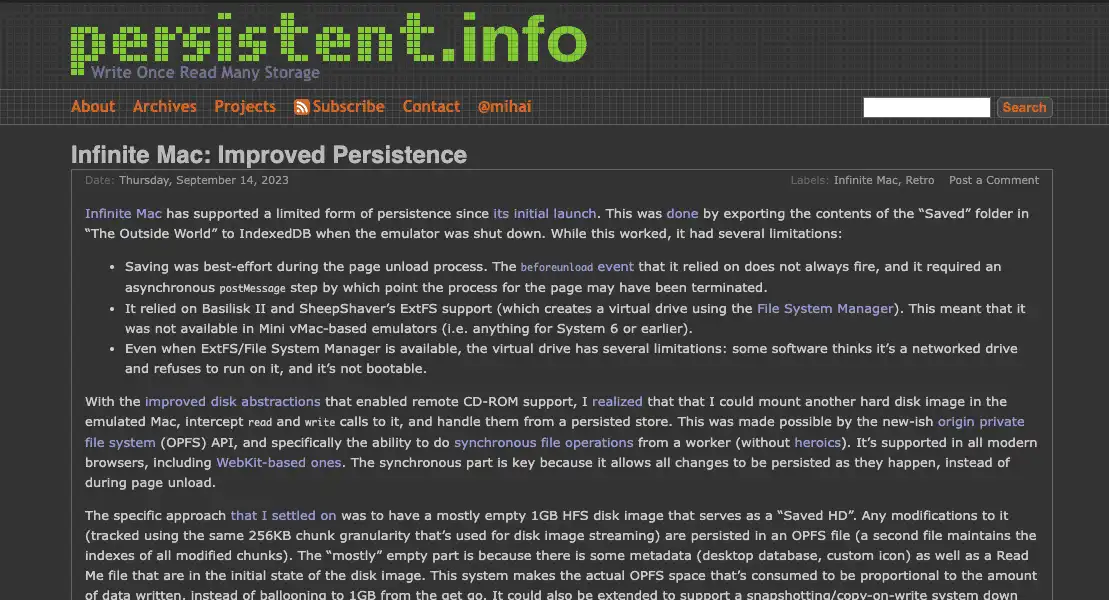 persistent.info
Write Once Read Many Storage
About Archives Projects Subscribe Contact @mihai Search
Infinite Mac: Improved Persistence
Date: Thursday, September 14, 2023 Labels: Infinite Mac, Retro Post a Comment
Infinite Mac has supported a limited form of persistence since its initial launch. This was done by exporting the contents of the “Saved” folder in
“The Outside World” to IndexedDB when the emulator was shut down. While this worked, it had several limitations:
• Saving was best-effort during the page unload process. The beforeunload event that it relied on does not always fire, and it required an
asynchronous postMessage step by which point the process for the page may have been terminated.
• It relied on Basilisk II and SheepShaver’s ExtFS support (which creates a virtual drive using the File System Manager). This meant that it
was not available in Mini vMac-based emulators (i.e. anything for System 6 or earlier).
• Even when ExtFS/File System Manager is available, the virtual drive has several limitations: some software thinks it’s a networked drive
and refuses to run on it, and it’s not bootable.
With the improved disk abstractions that enabled remote CD-ROM support, I realized that that I could mount another hard disk image in the
emulated Mac, intercept read and write calls to it, and handle them from a persisted store. This was made possible by the new-ish origin private
file system (OPFS) API, and specifically the ability to do synchronous file operations from a worker (without heroics). It’s supported in all modern
browsers, including WebKit-based ones. The synchronous part is key because it allows all changes to be persisted as they happen, instead of
during page unload.
The specific approach that I settled on was to have a mostly empty 1GB HFS disk image that serves as a “Saved HD”. Any modifications to it
(tracked using the same 256KB chunk granularity that’s used for disk image streaming) are persisted in an OPFS file (a second file maintains the
indexes of all modified chunks). The “mostly” empty part is because there is some metadata (desktop database, custom icon) as well as a Read
Me file that are in the initial state of the disk image. This system makes the actual OPFS space that’s consumed to be proportional to the amount
of data written, instead of ballooning to 1GB from the get go. It could also be extended to support a snapshotting/copy-on-write system down